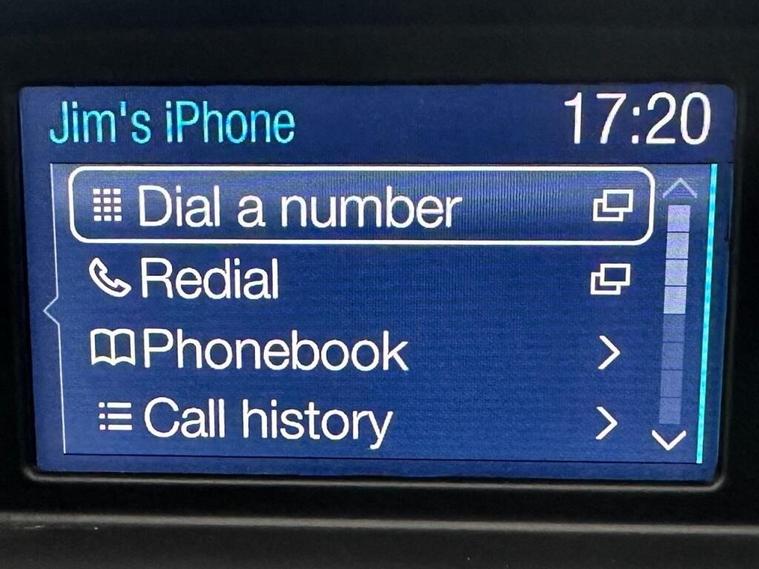 Jim's iPhone
17:20
Dial a number
Redial
Phonebook
Call history